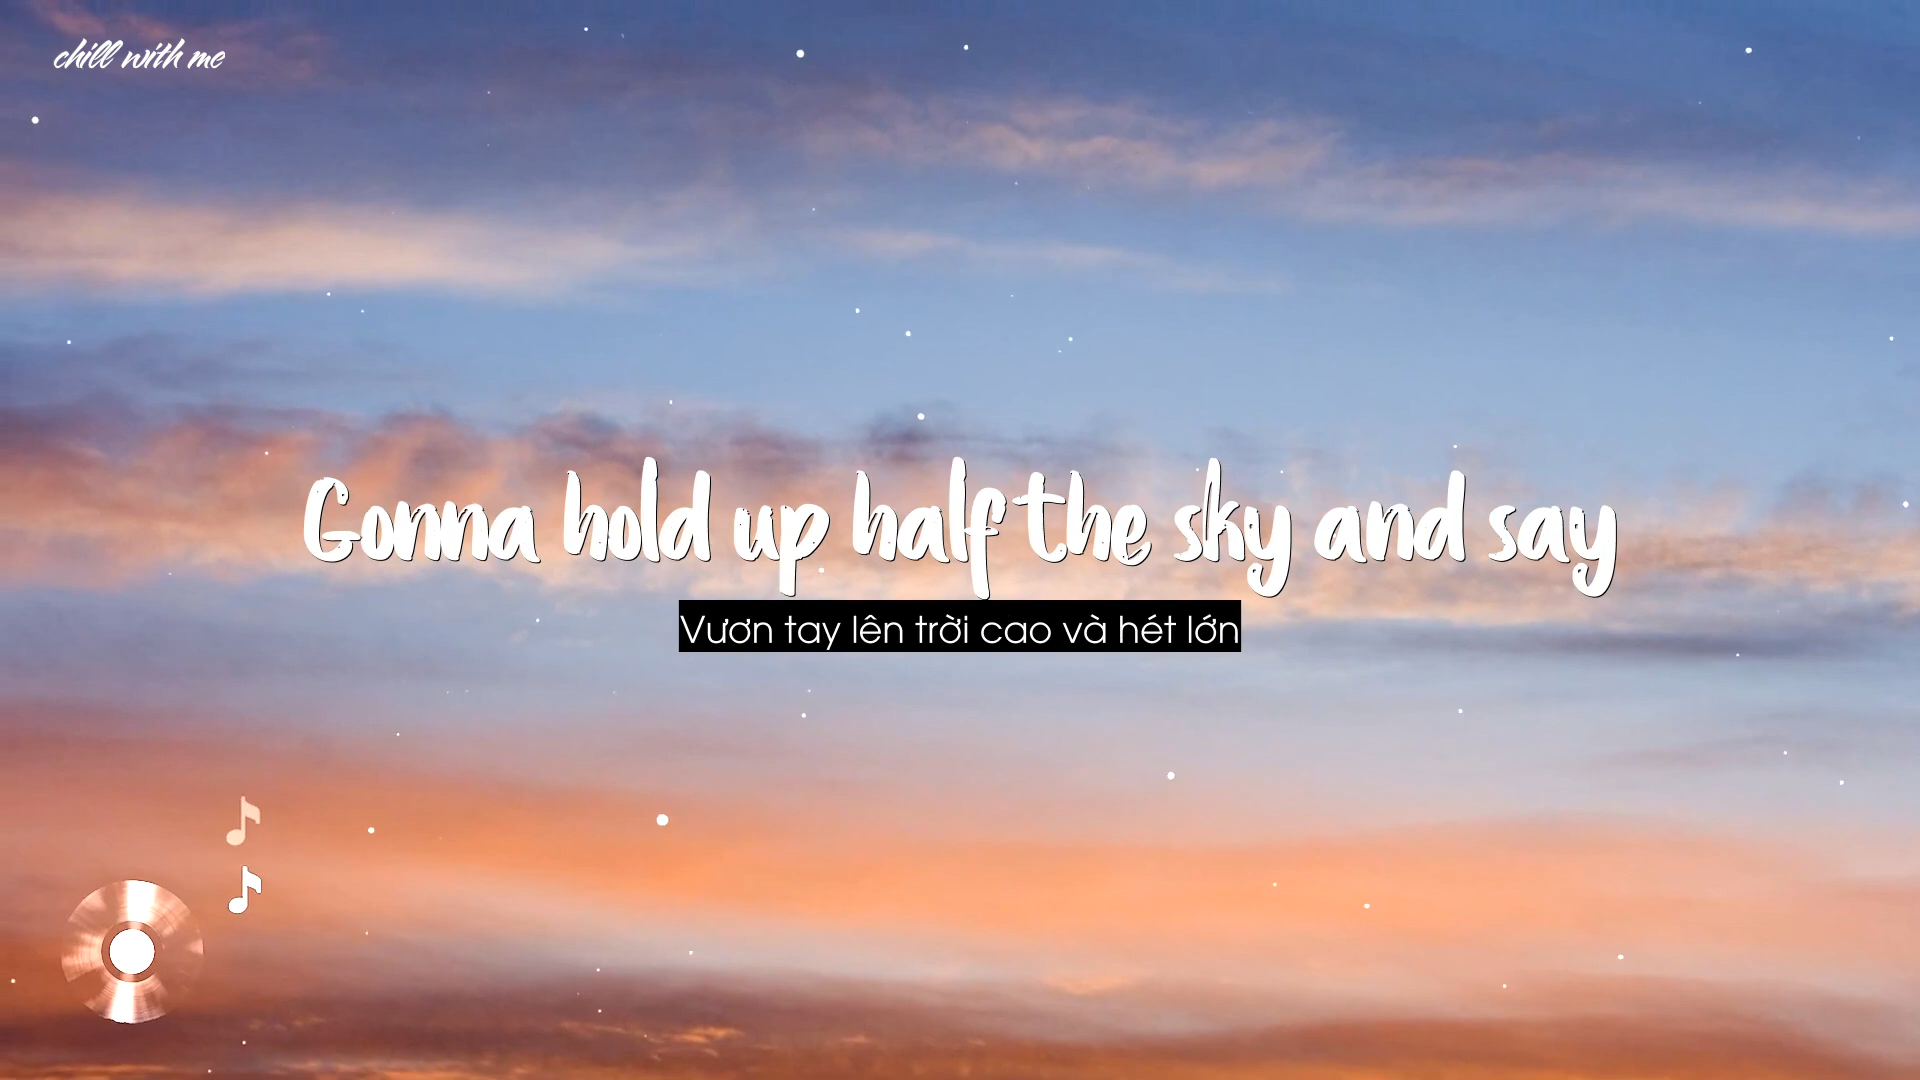 chill with me
Gonna hold up half the sky and say
Vươn tay lên trời cao và hét lớn